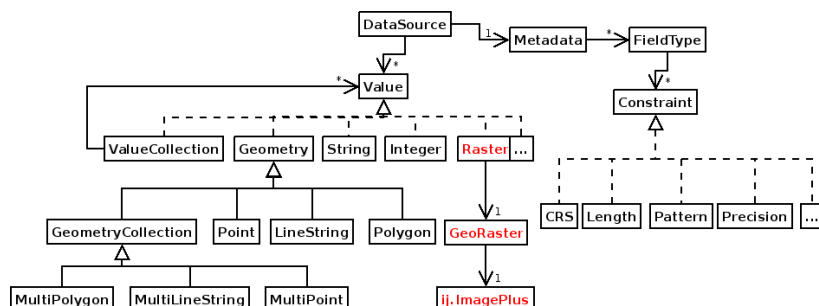 DataSource
1
Metadata
*
FieldType
*
*
*
Value
Constraint
ValueCollection
Geometry
String
Integer
Raster
...
1
CRS
Length
Pattern
Precision
...
GeometryCollection
Point
LineString
Polygon
GeoRaster
1
MultiPolygon
MultiLineString
MultiPoint
ij.ImagePlus